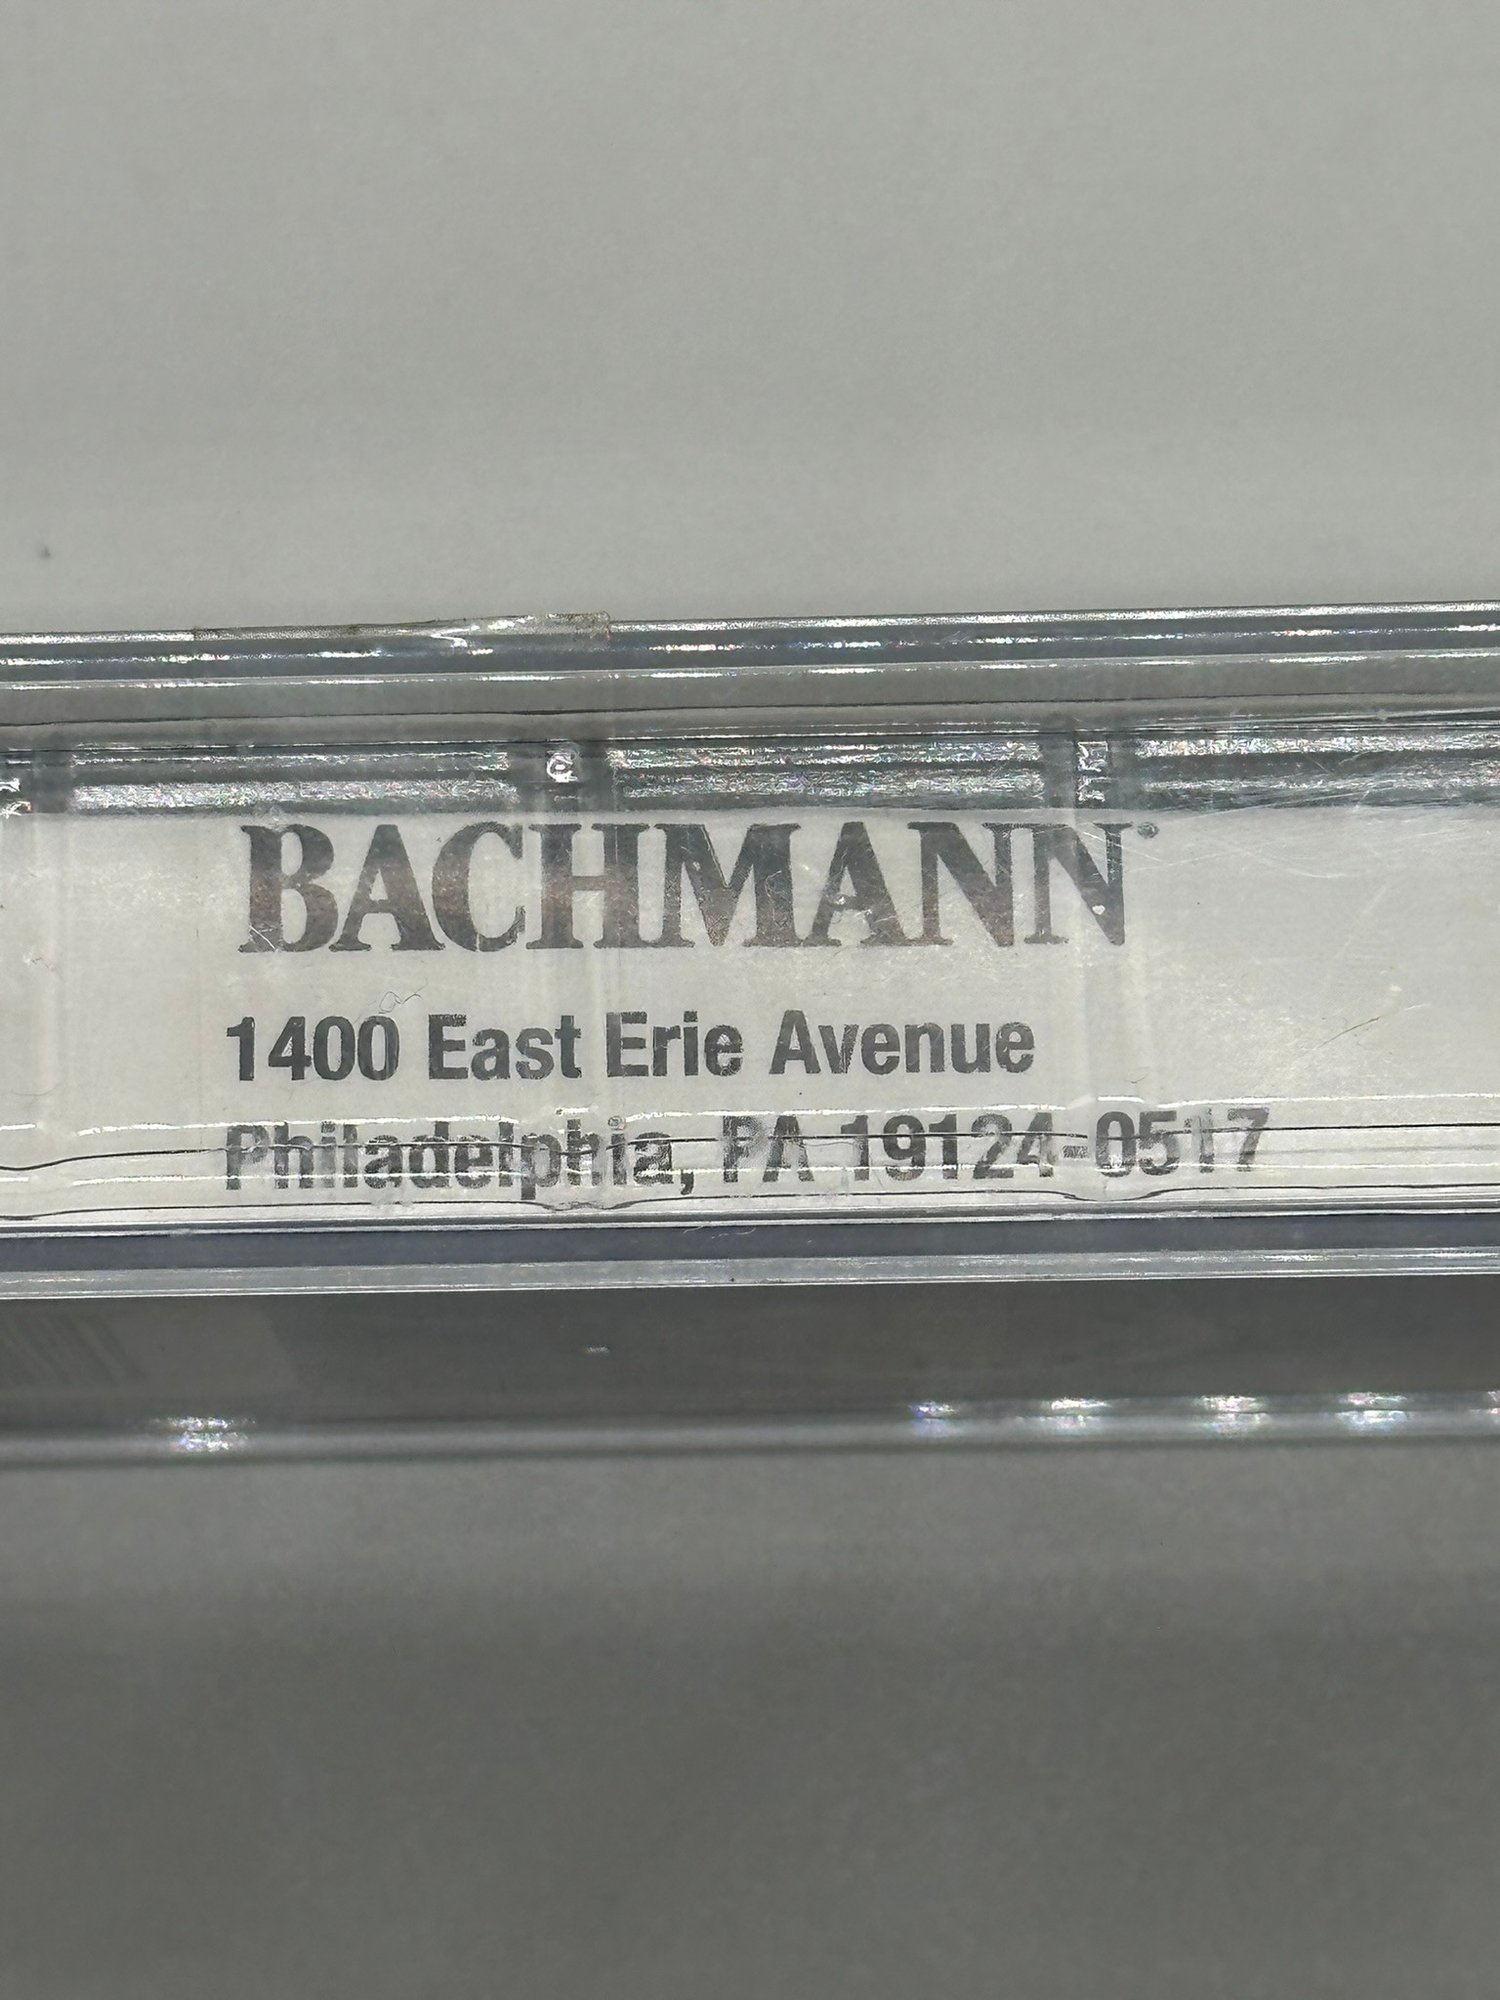 BACHMANN
1400 East Erie Avenue
Philadelphia, PA 19124-0517